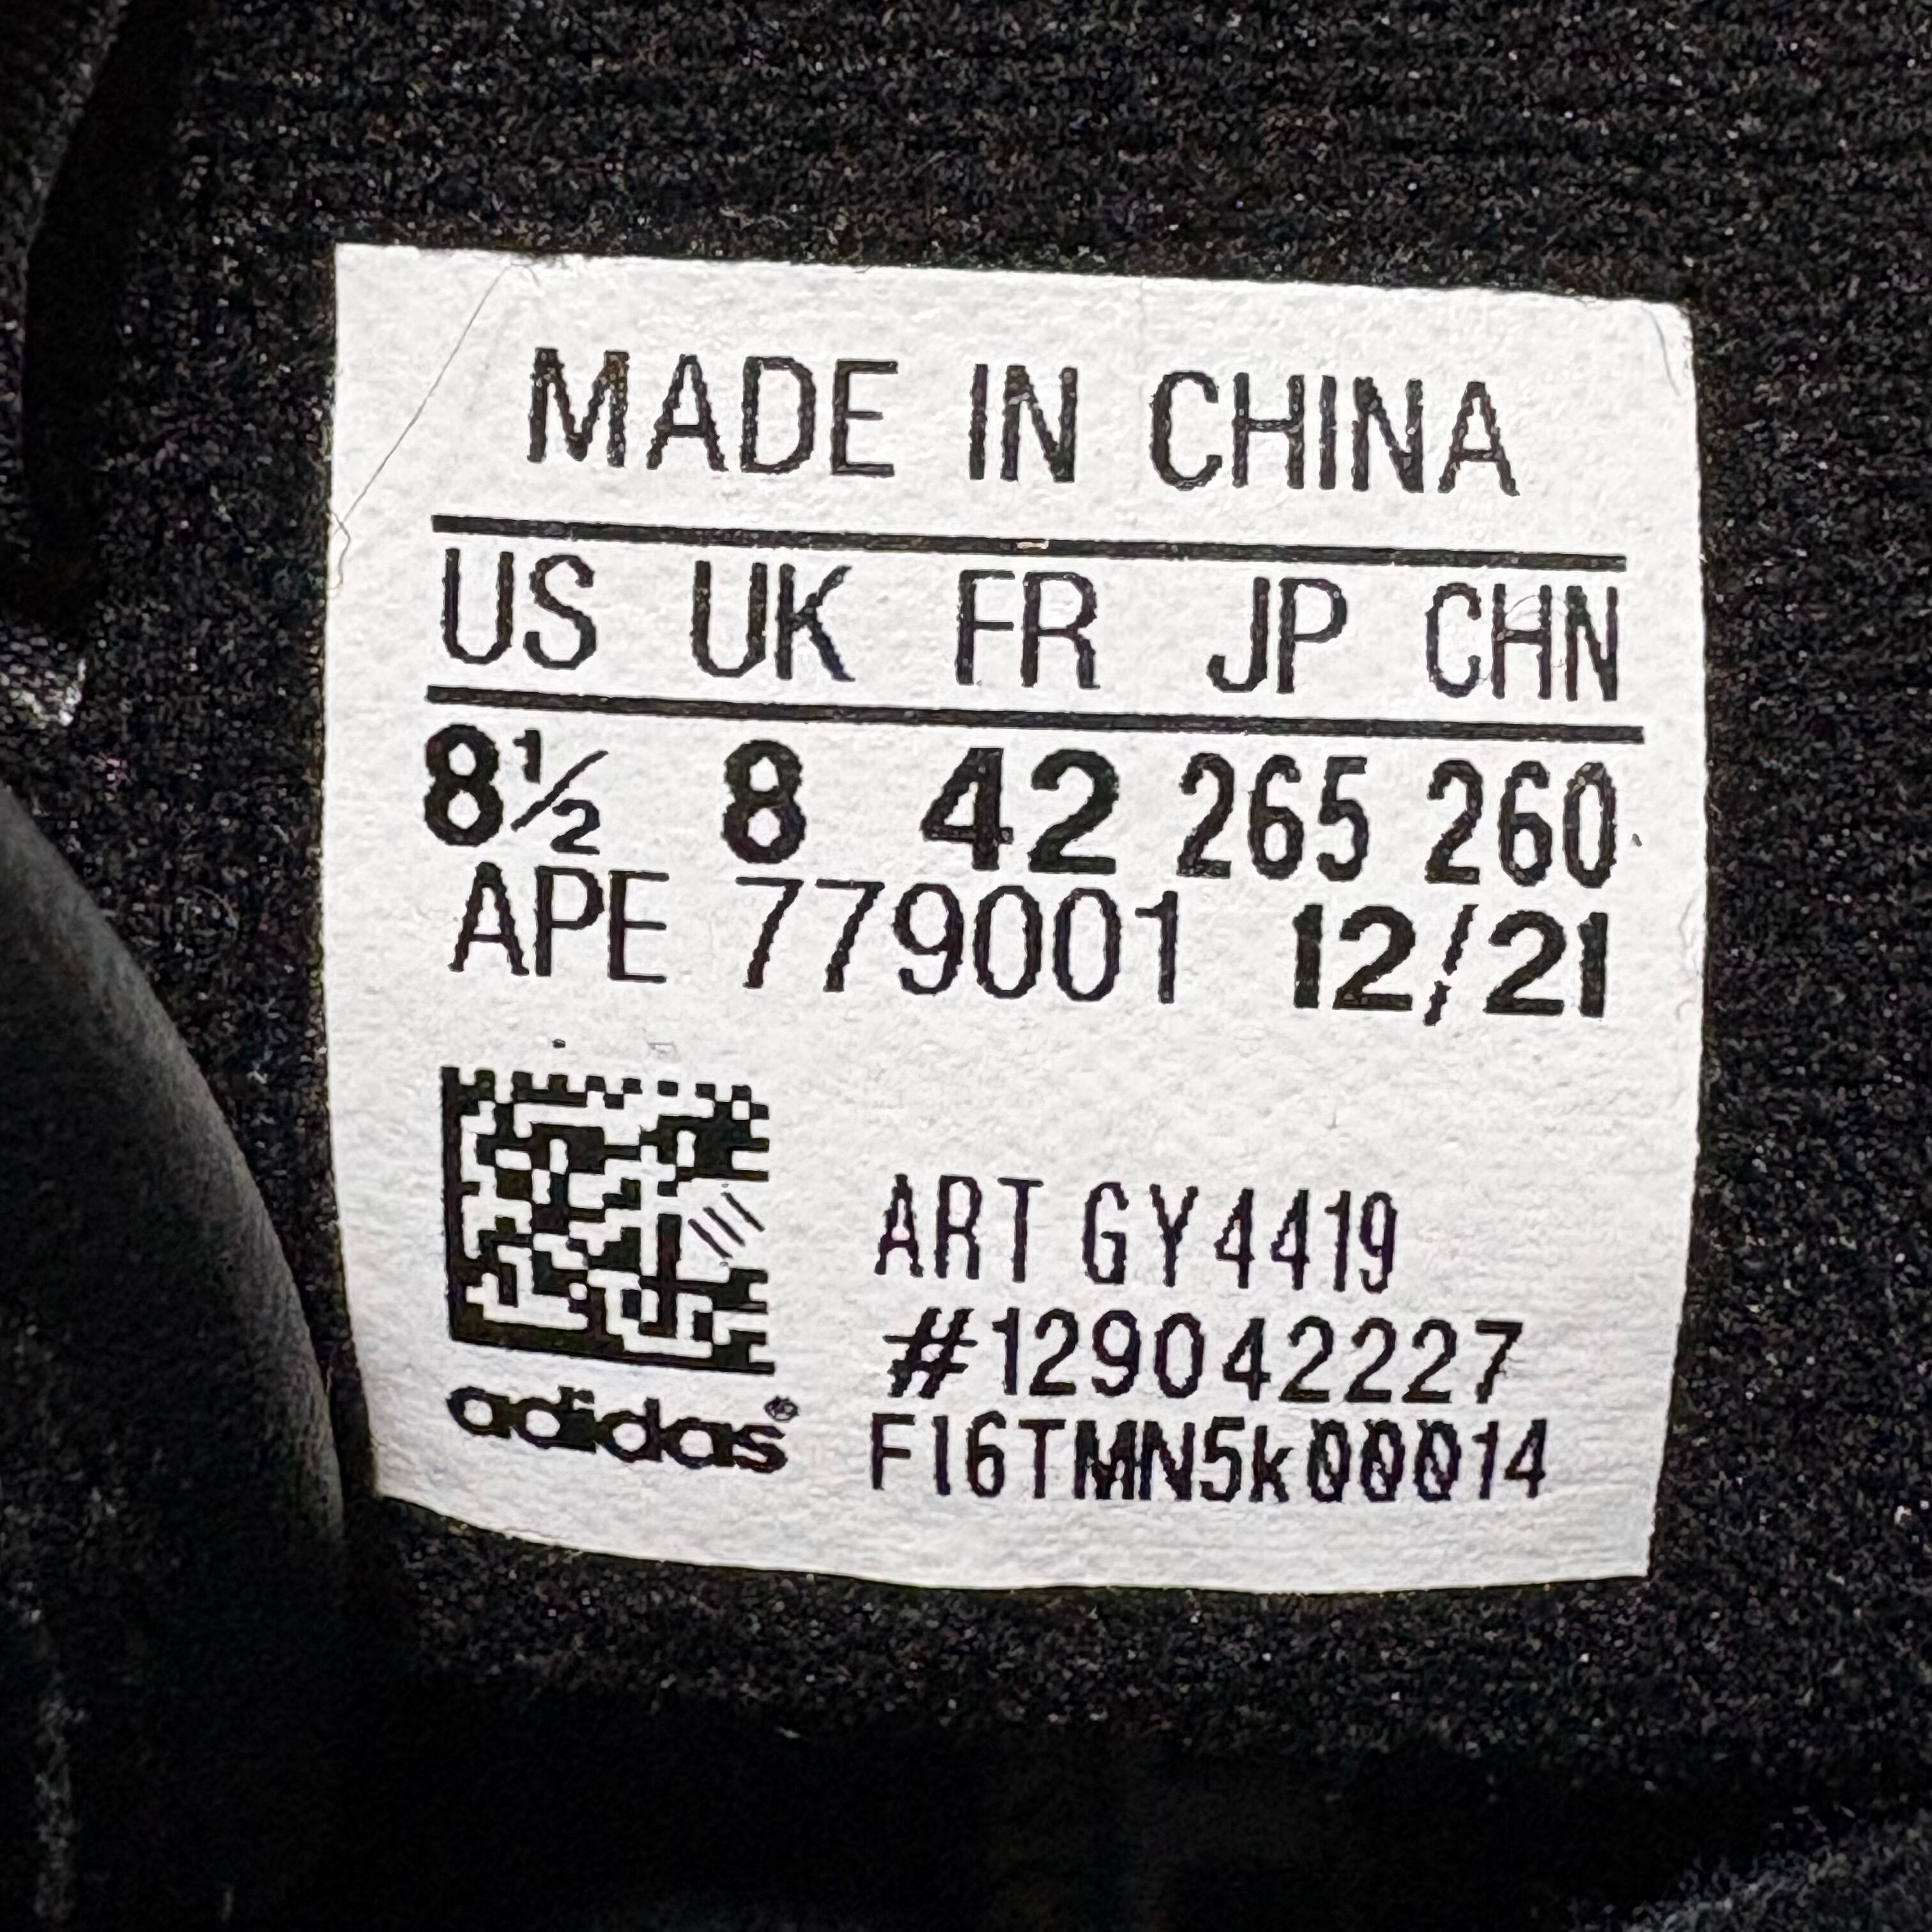 MADE IN CHINA
US UK FR JP CHN
8½ 8 42 265 260
APE 779001 12/21
ART GY4419
#129042227
adidas®
F16TMN5k00014